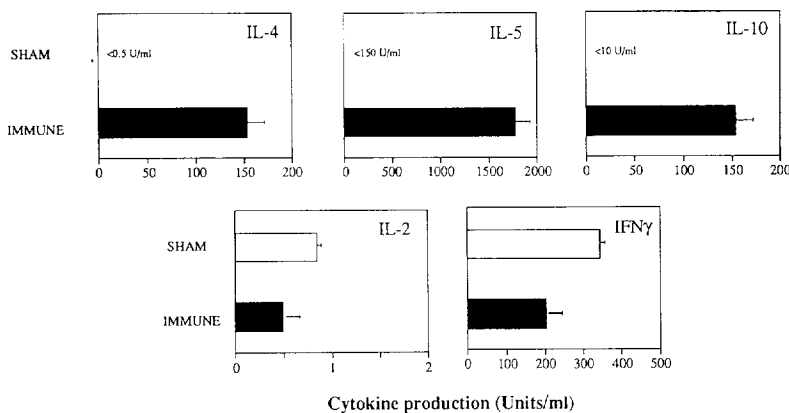 IL-4
IL-5
IL-10
SHAM
<0.5 U/ml
<150 U/ml
<10 U/ml
IMMUNE
0 50 100 150 200
0 500 1000 1500 2000
0 50 100 150 200
IL-2
IFNγ
SHAM
IMMUNE
0 1 2
0 100 200 300 400 500
Cytokine production (Units/ml)